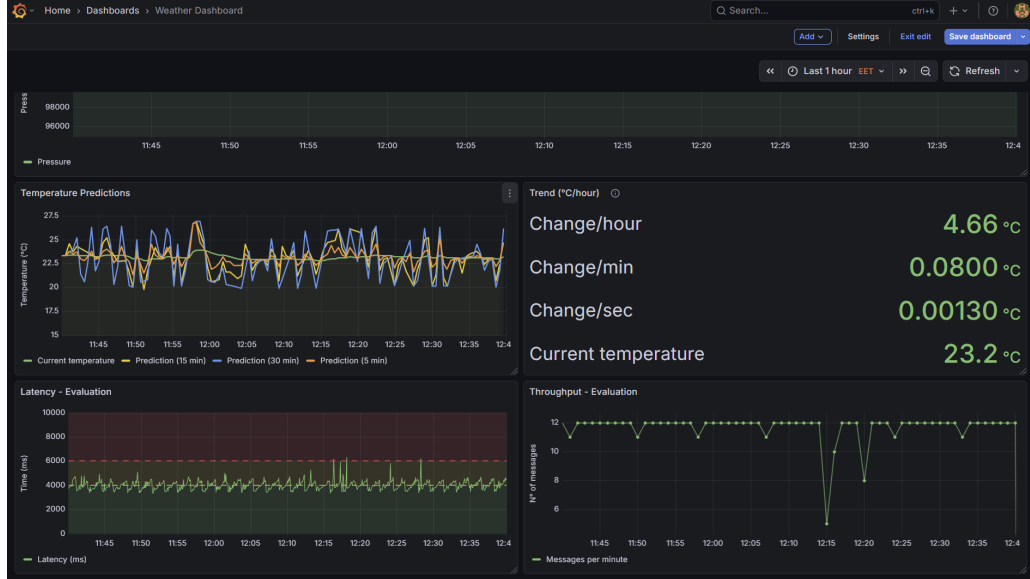 Home › Dashboards › Weather Dashboard
Search... ctrl+k
Add Settings Exit edit Save dashboard
Last 1 hour EET Refresh
Press
98000
96000
11:45 11:50 11:55 12:00 12:05 12:10 12:15 12:20 12:25 12:30 12:35 12:4
Pressure
Temperature Predictions
Temperature (°C)
27.5
25
22.5
20
17.5
15
11:45 11:50 11:55 12:00 12:05 12:10 12:15 12:20 12:25 12:30 12:35 12:4
Current temperature Prediction (15 min) Prediction (30 min) Prediction (5 min)
Trend (°C/hour)
Change/hour 4.66 °C
Change/min 0.0800 °C
Change/sec 0.00130 °C
Current temperature 23.2 °C
Latency - Evaluation
Time (ms)
10000
8000
6000
4000
2000
0
11:45 11:50 11:55 12:00 12:05 12:10 12:15 12:20 12:25 12:30 12:35 12:4
Latency (ms)
Throughput - Evaluation
N° of messages
12
10
8
6
11:45 11:50 11:55 12:00 12:05 12:10 12:15 12:20 12:25 12:30 12:35 12:4
Messages per minute